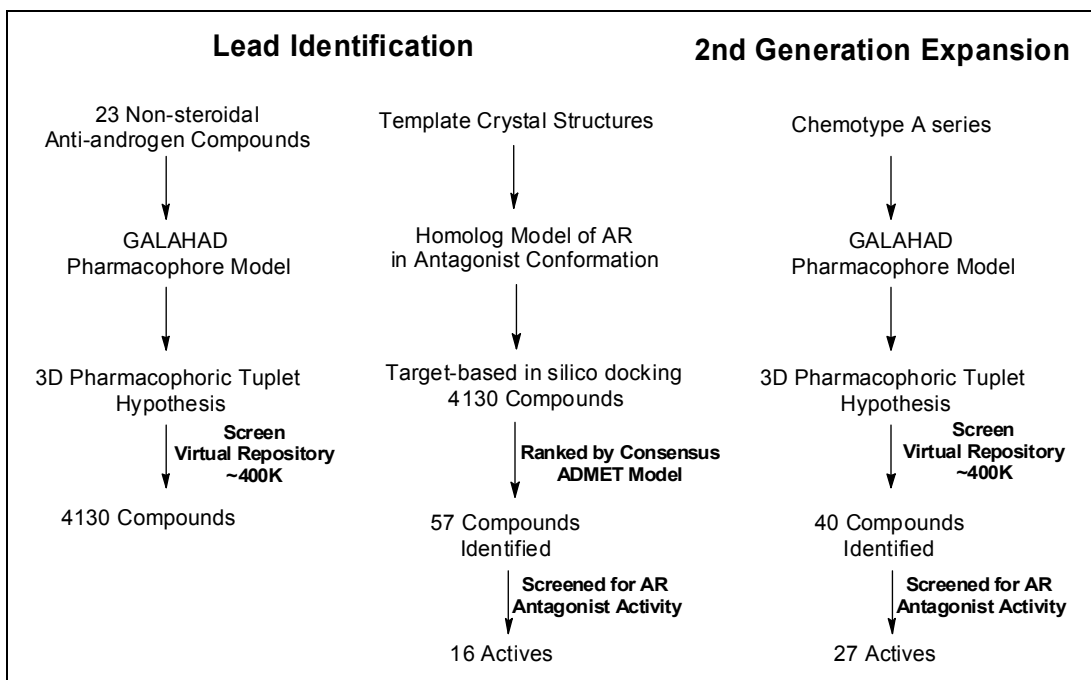 Lead Identification
23 Non-steroidal
Anti-androgen Compounds
GALAHAD
Pharmacophore Model
3D Pharmacophoric Tuplet
Hypothesis
Screen
Virtual Repository
~400K
4130 Compounds
Template Crystal Structures
Homolog Model of AR
in Antagonist Conformation
Target-based in silico docking
4130 Compounds
Ranked by Consensus
ADMET Model
57 Compounds
Identified
Screened for AR
Antagonist Activity
16 Actives
2nd Generation Expansion
Chemotype A series
GALAHAD
Pharmacophore Model
3D Pharmacophoric Tuplet
Hypothesis
Screen
Virtual Repository
~400K
40 Compounds
Identified
Screened for AR
Antagonist Activity
27 Actives